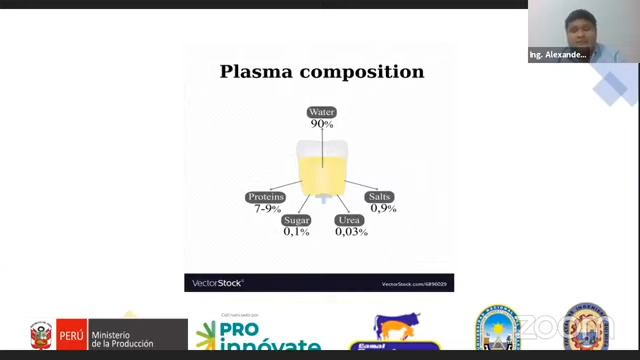 Ing. Alexande...
Plasma composition
Water
90%
Proteins
7-9%
Salts
0,9%
Sugar
0,1%
Urea
0,03%
VectorStock®
VectorStock.com/6896029
PERÚ
Ministerio
de la Producción
Cofinanciado por:
PRO
innóvate
zoom